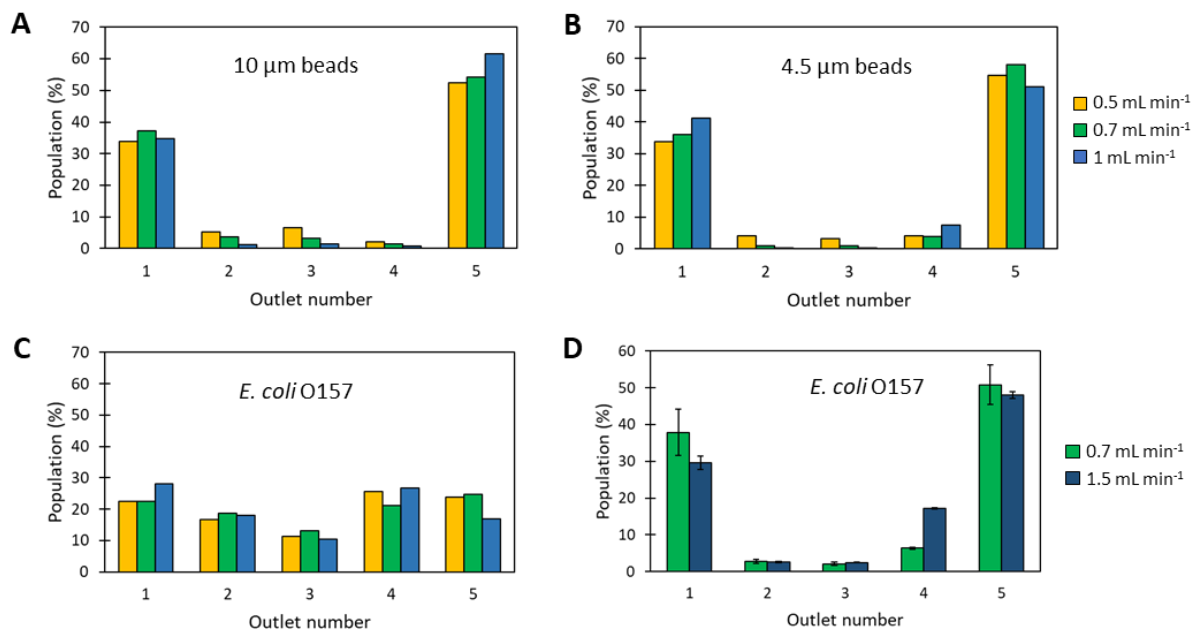 A
70
60
50
40
30
20
10
0
Population (%)
10 µm beads
1 2 3 4 5
Outlet number
B
70
60
50
40
30
20
10
0
Population (%)
4.5 µm beads
1 2 3 4 5
Outlet number
0.5 mL min⁻¹
0.7 mL min⁻¹
1 mL min⁻¹
C
70
60
50
40
30
20
10
0
Population (%)
E. coli O157
1 2 3 4 5
Outlet number
D
60
50
40
30
20
10
0
Population (%)
E. coli O157
1 2 3 4 5
Outlet number
0.7 mL min⁻¹
1.5 mL min⁻¹